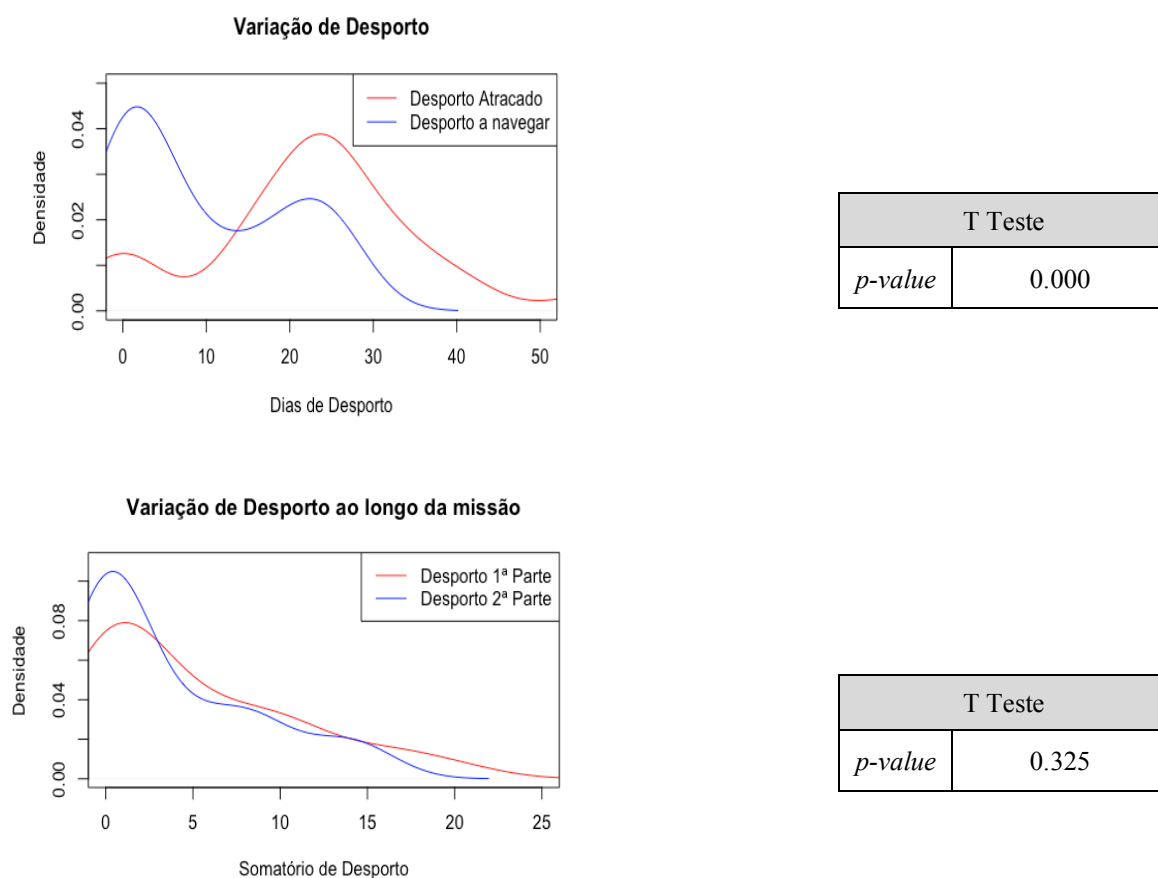 Variação de Desporto
Desporto Atracado
Desporto a navegar
Densidade
0.00 0.02 0.04
0 10 20 30 40 50
Dias de Desporto
T Teste
p-value 0.000
Variação de Desporto ao longo da missão
Desporto 1ª Parte
Desporto 2ª Parte
Densidade
0.00 0.04 0.08
0 5 10 15 20 25
Somatório de Desporto
T Teste
p-value 0.325